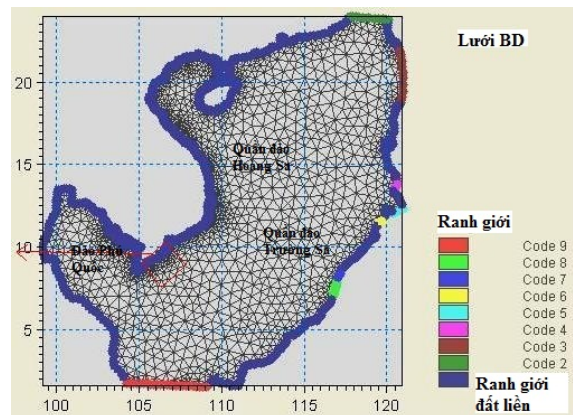 Lưới BD
20
15
10
5
100
105
110
115
120
Quần đảo
Hoàng Sa
Quần đảo
Trường Sa
Đảo Phú
Quốc
Ranh giới
Code 9
Code 8
Code 7
Code 6
Code 5
Code 4
Code 3
Code 2
Ranh giới
đất liền